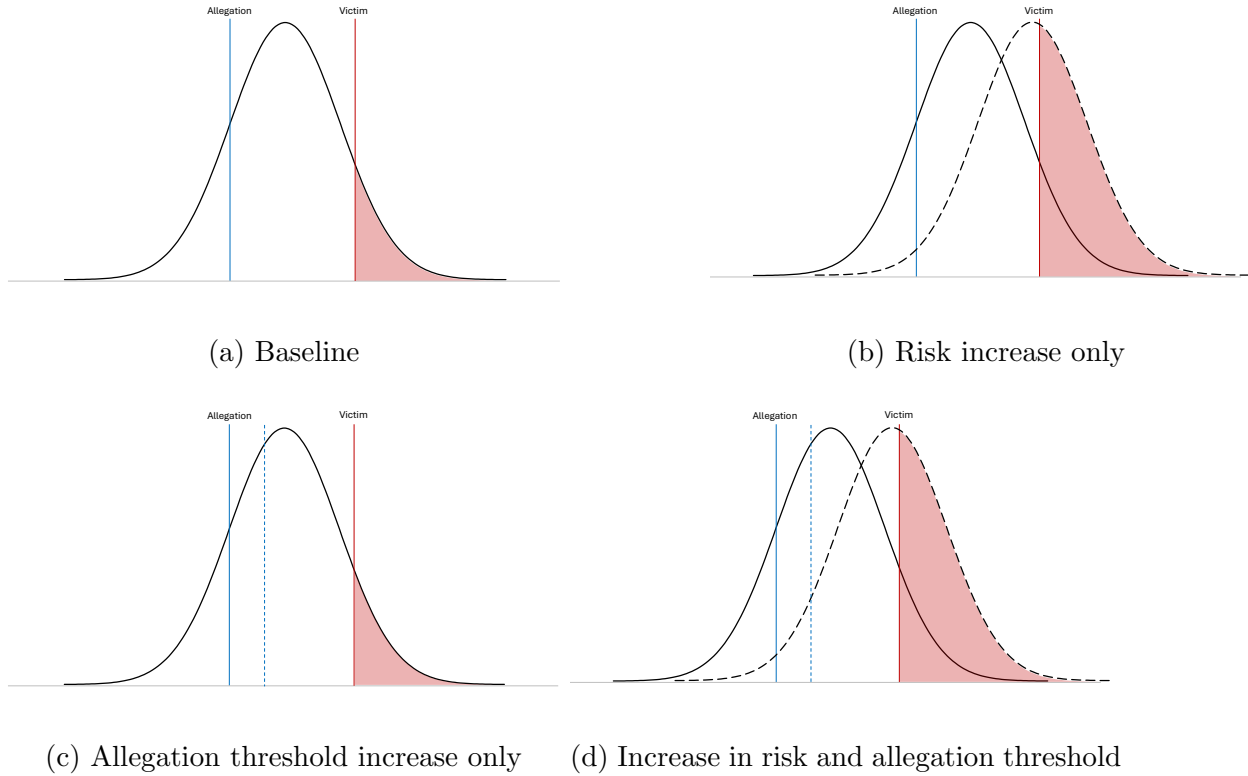 Allegation
Victim
Allegation
Victim
(a) Baseline
(b) Risk increase only
Allegation
Victim
Allegation
Victim
(c) Allegation threshold increase only
(d) Increase in risk and allegation threshold